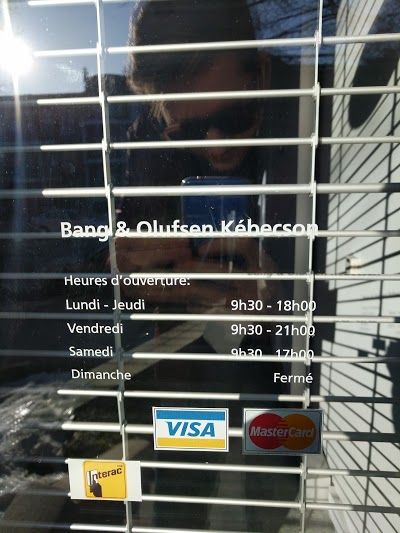 Bang & Olufsen Kébecson
Heures d'ouverture:
Lundi - Jeudi 9h30 - 18h00
Vendredi 9h30 - 21h00
Samedi 9h30 - 17h00
Dimanche Fermé
VISA MasterCard
Interac